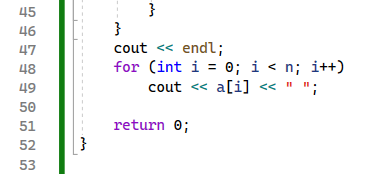 45 }
46 }
47 cout << endl;
48 for (int i = 0; i < n; i++)
49 cout << a[i] << " ";
50
51 return 0;
52 }
53